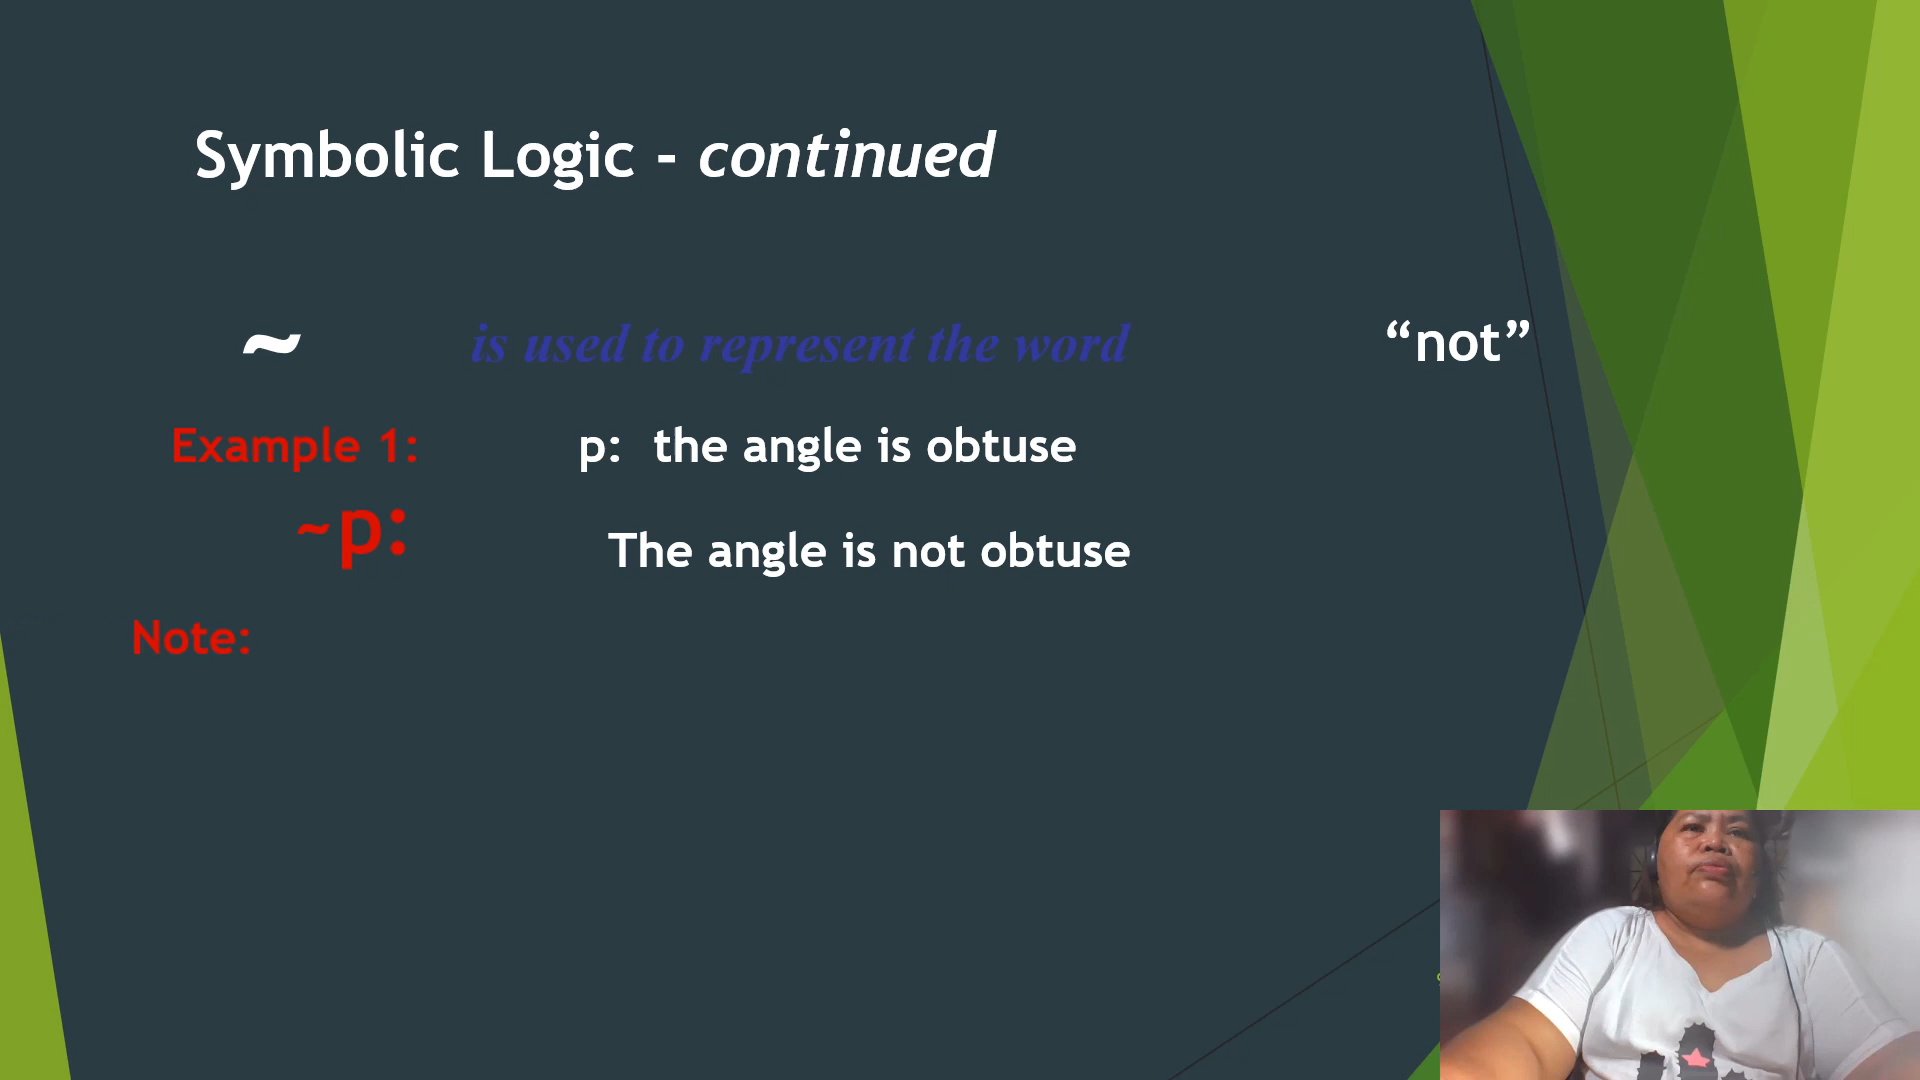 Symbolic Logic - continued
~ is used to represent the word “not”
Example 1: p: the angle is obtuse
~p: The angle is not obtuse
Note: